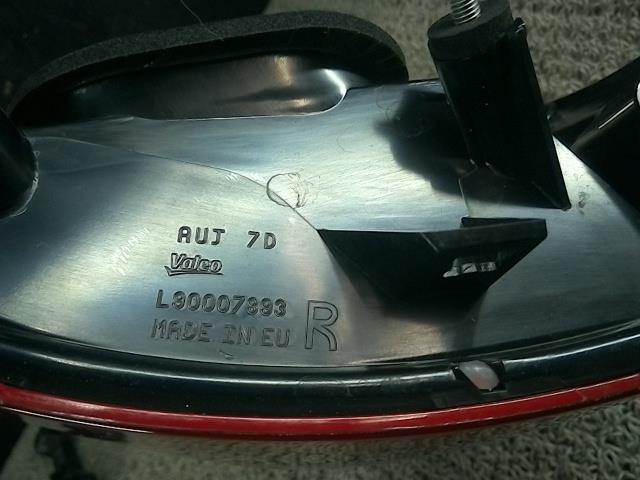 AUJ 7D
Valeo
L90007893
MADE IN EU
R